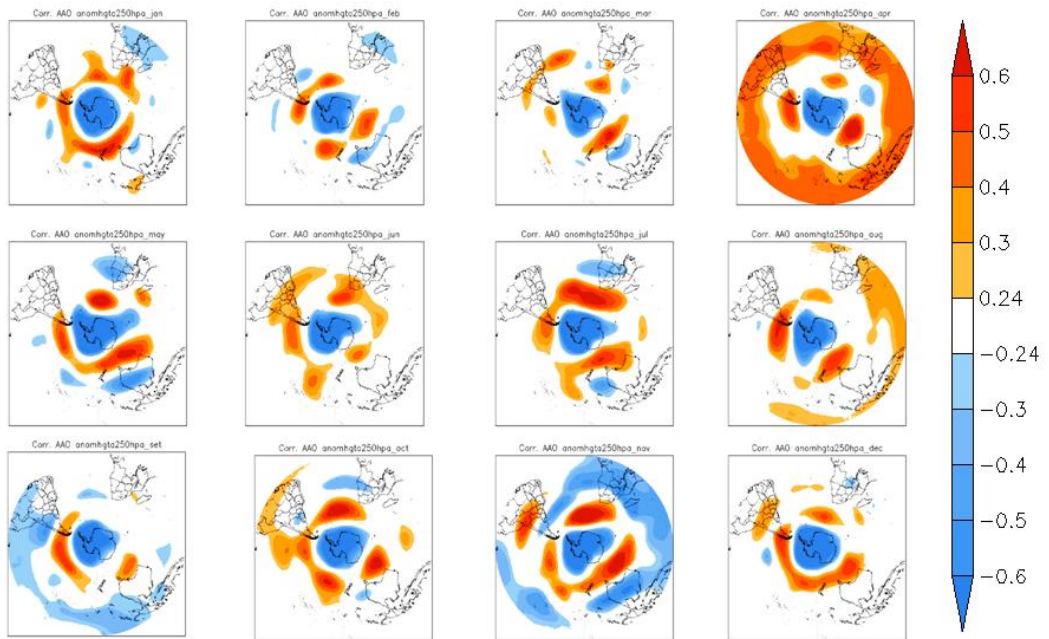 Corr. AAO anomhgta250hpa_jan
Corr. AAO anomhgta250hpa_feb
Corr. AAO anomhgta250hpa_mar
Corr. AAO anomhgta250hpa_apr
Corr. AAO anomhgta250hpa_may
Corr. AAO anomhgta250hpa_jun
Corr. AAO anomhgta250hpa_jul
Corr. AAO anomhgta250hpa_aug
Corr. AAO anomhgta250hpa_set
Corr. AAO anomhgta250hpa_oct
Corr. AAO anomhgta250hpa_nov
Corr. AAO anomhgta250hpa_dec
0.6
0.5
0.4
0.3
0.24
−0.24
−0.3
−0.4
−0.5
−0.6